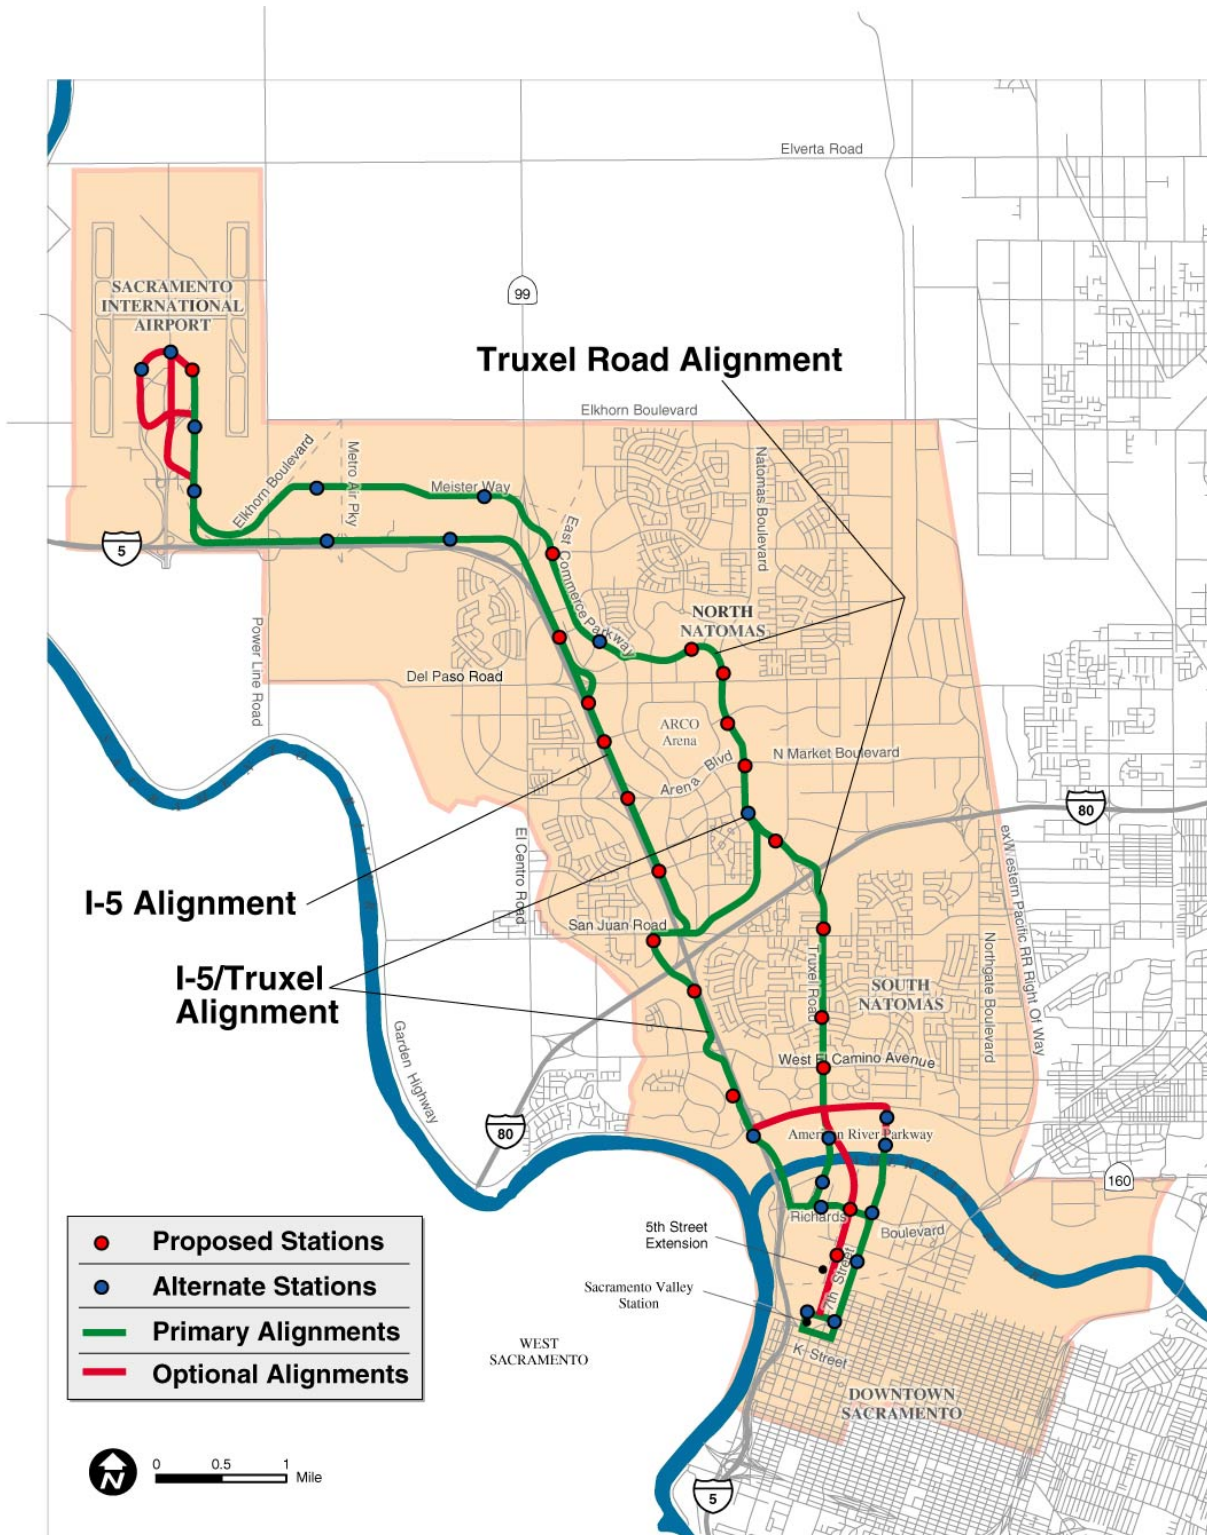 Elverta Road
SACRAMENTO
INTERNATIONAL
AIRPORT
99
Truxel Road Alignment
Elkhorn Boulevard
Elkhorn Boulevard
Metro Air Pky
Meister Way
Natomas Boulevard
East Commerce Parkway
5
NORTH
NATOMAS
Power Line Road
Del Paso Road
ARCO
Arena
N Market Boulevard
Arena Blvd
80
El Centro Road
exWestern Pacific RR Right Of Way
I-5 Alignment
San Juan Road
I-5/Truxel
Alignment
Truxel Road
SOUTH
NATOMAS
Northgate Boulevard
Garden Highway
West El Camino Avenue
80
American River Parkway
160
Richards Boulevard
5th Street
Extension
7th Street
Sacramento Valley
Station
WEST
SACRAMENTO
K Street
DOWNTOWN
SACRAMENTO
Proposed Stations
Alternate Stations
Primary Alignments
Optional Alignments
N
0 0.5 1
Mile
5